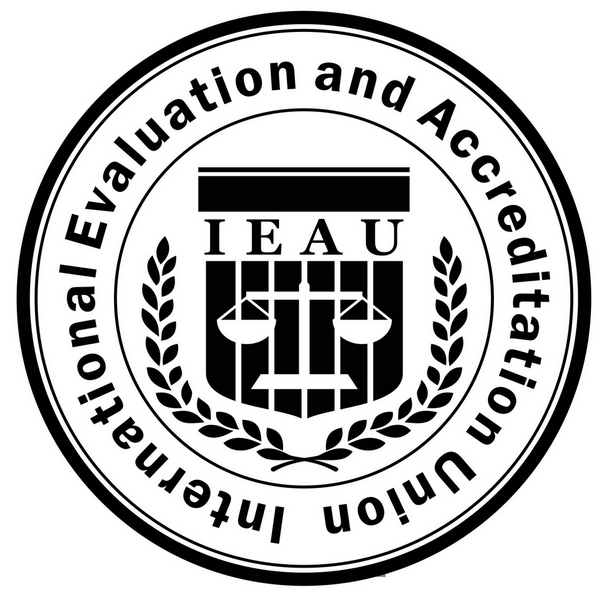 International Evaluation and Accreditation Union
IEAU